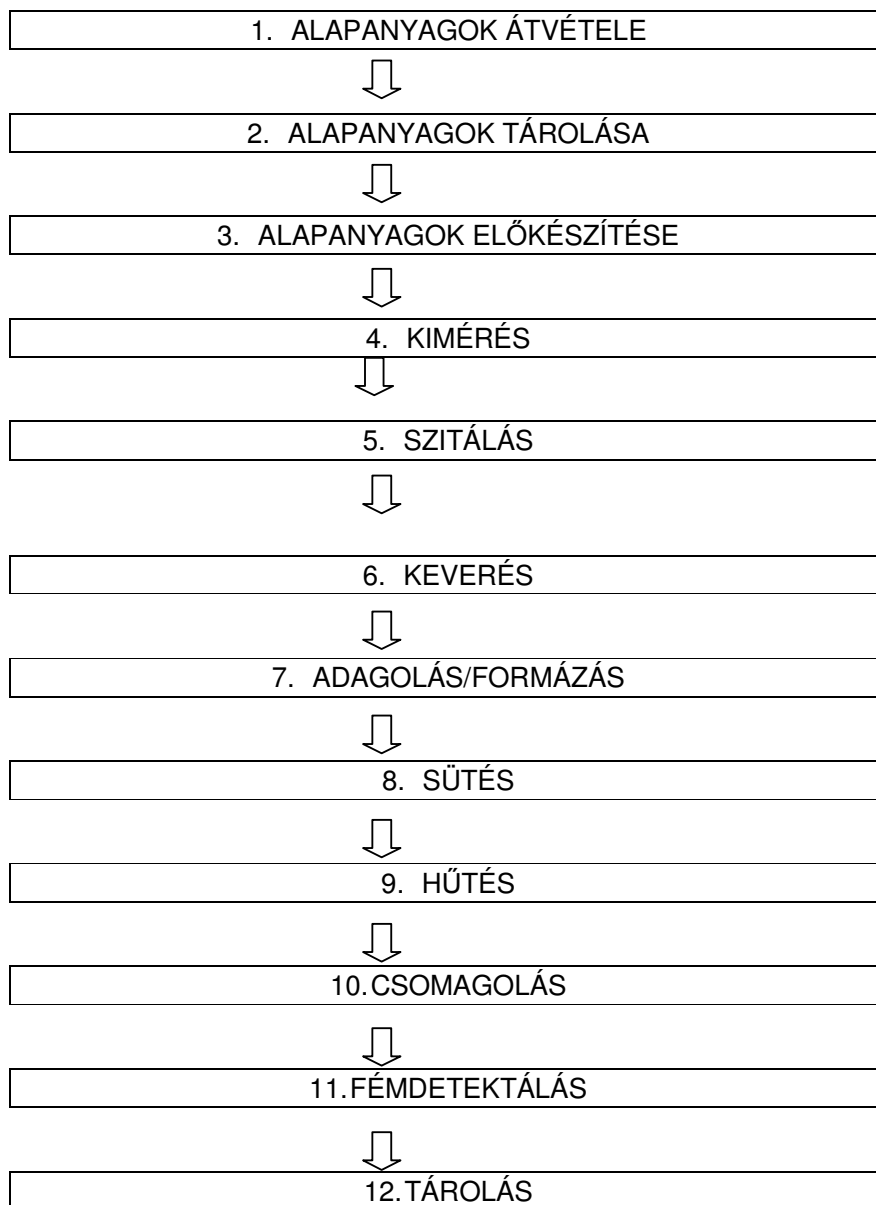 1. ALAPANYAGOK ÁTVÉTELE
2. ALAPANYAGOK TÁROLÁSA
3. ALAPANYAGOK ELŐKÉSZÍTÉSE
4. KIMÉRÉS
5. SZITÁLÁS
6. KEVERÉS
7. ADAGOLÁS/FORMÁZÁS
8. SÜTÉS
9. HŰTÉS
10. CSOMAGOLÁS
11. FÉMDETEKTÁLÁS
12. TÁROLÁS